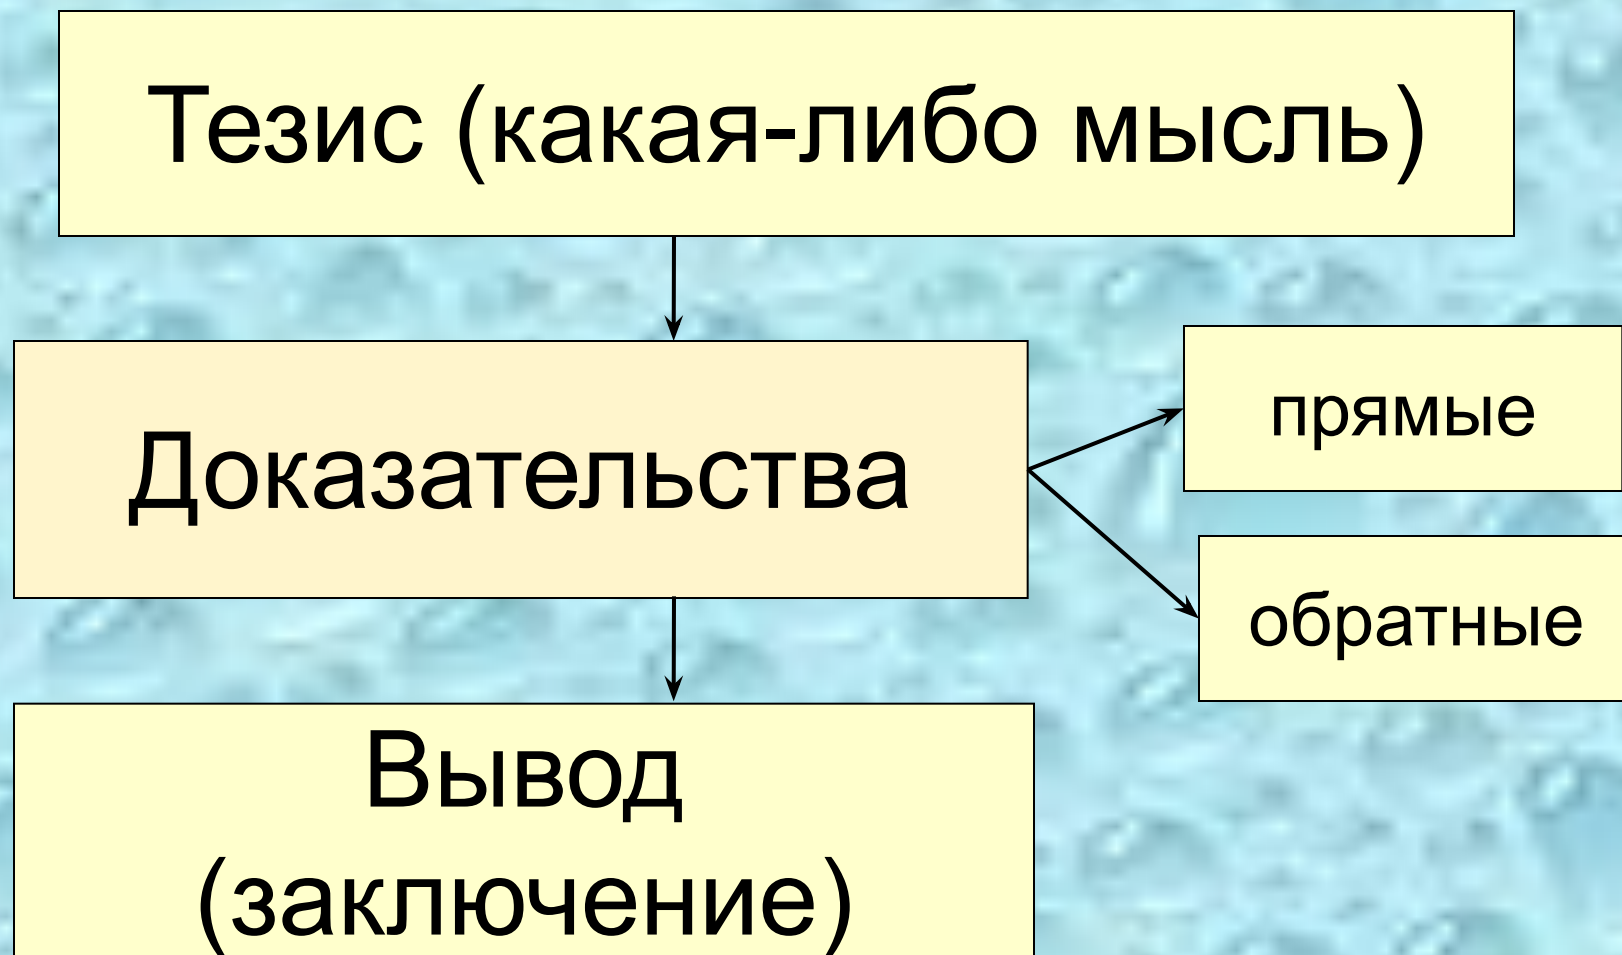 Тезис (какая-либо мысль)
Доказательства
прямые
обратные
Вывод
(заключение)